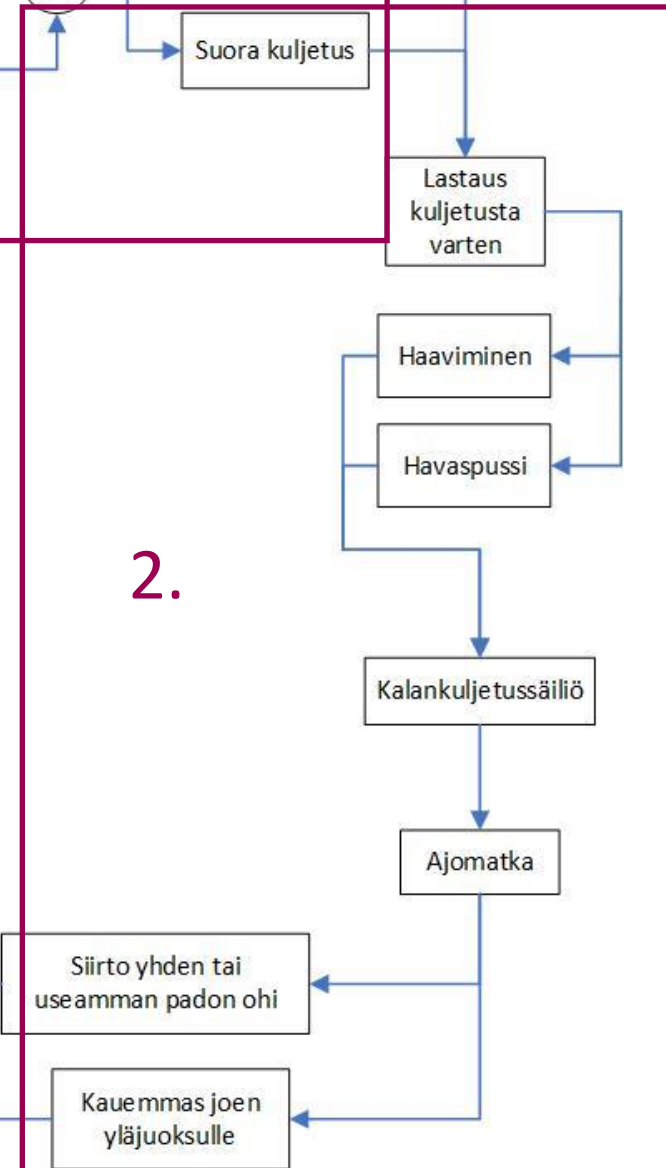 Suora kuljetus
Lastaus
kuljetusta
varten
Haaviminen
Havaspussi
2.
Kalankuljetussäiliö
Ajomatka
Siirto yhden tai
useamman padon ohi
Kauemmas joen
yläjuoksulle